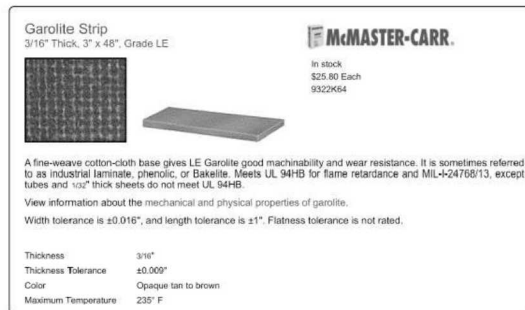 Garolite Strip
3/16" Thick, 3" x 48", Grade LE
McMASTER-CARR.
In stock
$25.80 Each
9322K64
A fine-weave cotton-cloth base gives LE Garolite good machinability and wear resistance. It is sometimes referred
to as industrial laminate, phenolic, or Bakelite. Meets UL 94HB for flame retardance and MIL-I-24768/13, except
tubes and 1/32" thick sheets do not meet UL 94HB.
View information about the mechanical and physical properties of garolite.
Width tolerance is ±0.016", and length tolerance is ±1". Flatness tolerance is not rated.
Thickness 3/16"
Thickness Tolerance ±0.009"
Color Opaque tan to brown
Maximum Temperature 235° F